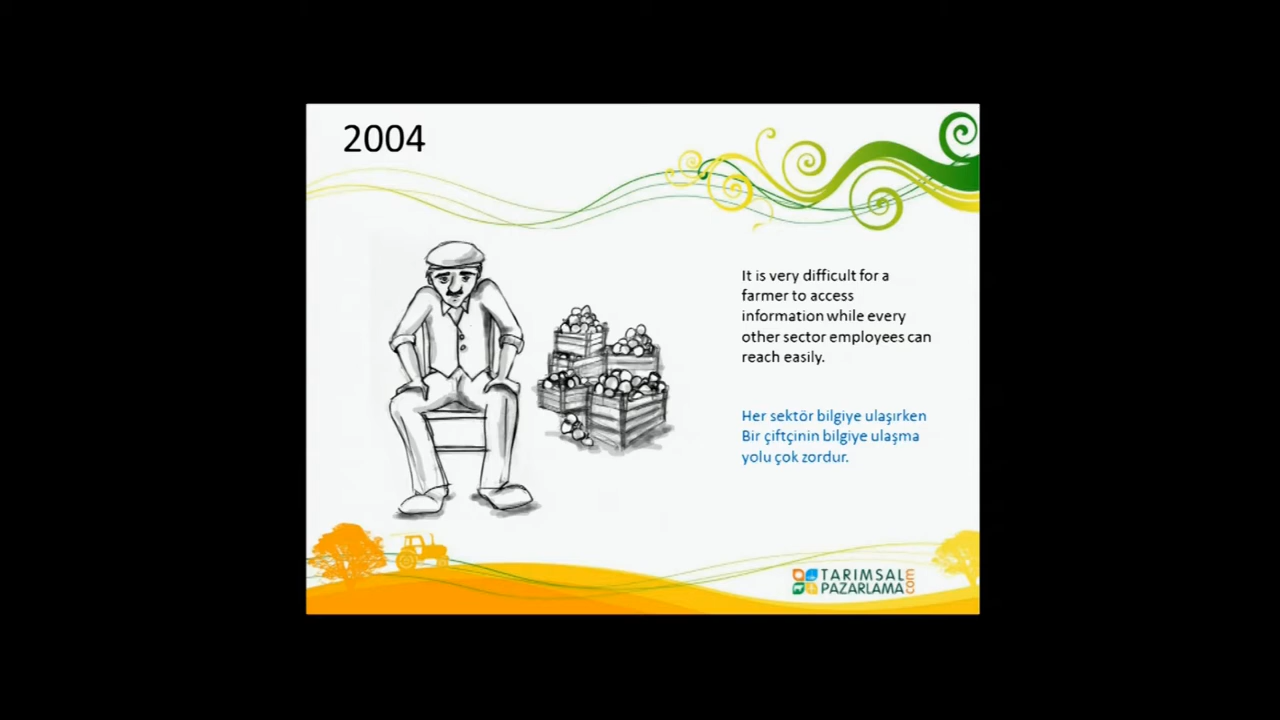 2004
It is very difficult for a
farmer to access
information while every
other sector employees can
reach easily.
Her sektör bilgiye ulaşırken
Bir çiftçinin bilgiye ulaşma
yolu çok zordur.
TARIMSAL
PAZARLAMA
com